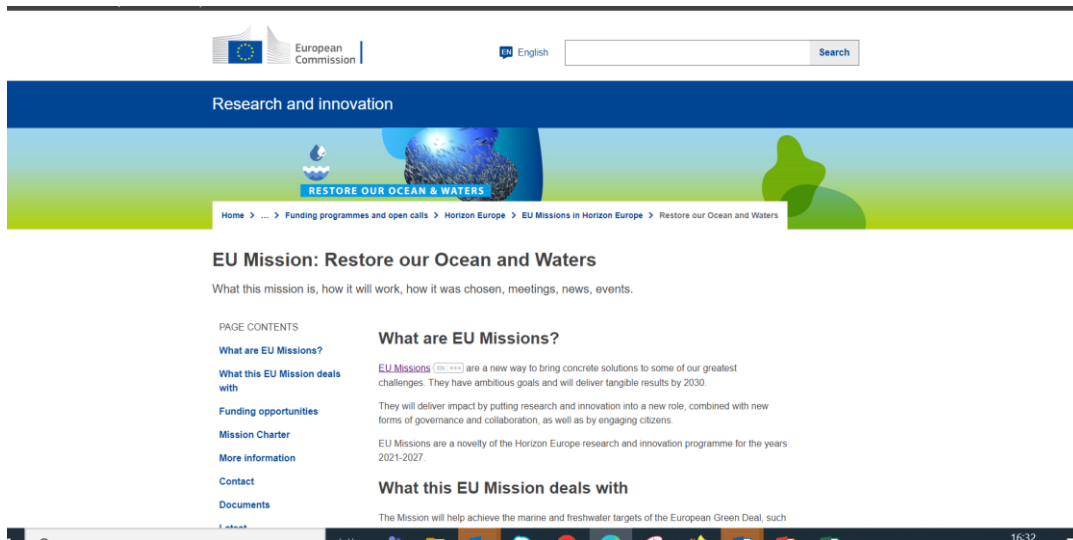 European
Commission
EN English
Search
Research and innovation
RESTORE OUR OCEAN & WATERS
Home > ... > Funding programmes and open calls > Horizon Europe > EU Missions in Horizon Europe > Restore our Ocean and Waters
EU Mission: Restore our Ocean and Waters
What this mission is, how it will work, how it was chosen, meetings, news, events.
PAGE CONTENTS
What are EU Missions?
What this EU Mission deals
with
Funding opportunities
Mission Charter
More information
Contact
Documents
Latest
What are EU Missions?
EU Missions EN ••• are a new way to bring concrete solutions to some of our greatest
challenges. They have ambitious goals and will deliver tangible results by 2030.
They will deliver impact by putting research and innovation into a new role, combined with new
forms of governance and collaboration, as well as by engaging citizens.
EU Missions are a novelty of the Horizon Europe research and innovation programme for the years
2021-2027.
What this EU Mission deals with
The Mission will help achieve the marine and freshwater targets of the European Green Deal, such
16:32